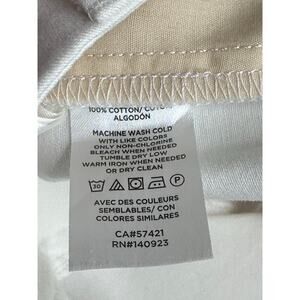 100% COTTON/COTON
ALGODÓN
MACHINE WASH COLD
WITH LIKE COLORS
ONLY NON-CHLORINE
BLEACH WHEN NEEDED
TUMBLE DRY LOW
WARM IRON WHEN NEEDED
OR DRY CLEAN
30 P
AVEC DES COULEURS
SEMBLABLES/ CON
COLORES SIMILARES
CA#57421
RN#140923